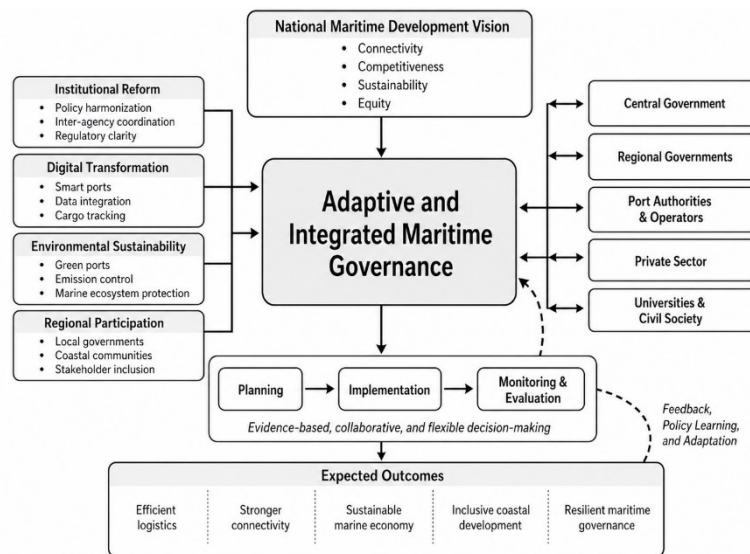 National Maritime Development Vision
• Connectivity
• Competitiveness
• Sustainability
• Equity
Institutional Reform
• Policy harmonization
• Inter-agency coordination
• Regulatory clarity
Digital Transformation
• Smart ports
• Data integration
• Cargo tracking
Environmental Sustainability
• Green ports
• Emission control
• Marine ecosystem protection
Regional Participation
• Local governments
• Coastal communities
• Stakeholder inclusion
Adaptive and
Integrated Maritime
Governance
Central Government
Regional Governments
Port Authorities
& Operators
Private Sector
Universities &
Civil Society
Planning
Implementation
Monitoring &
Evaluation
Evidence-based, collaborative, and flexible decision-making
Feedback,
Policy Learning,
and Adaptation
Expected Outcomes
Efficient
logistics
Stronger
connectivity
Sustainable
marine economy
Inclusive coastal
development
Resilient maritime
governance